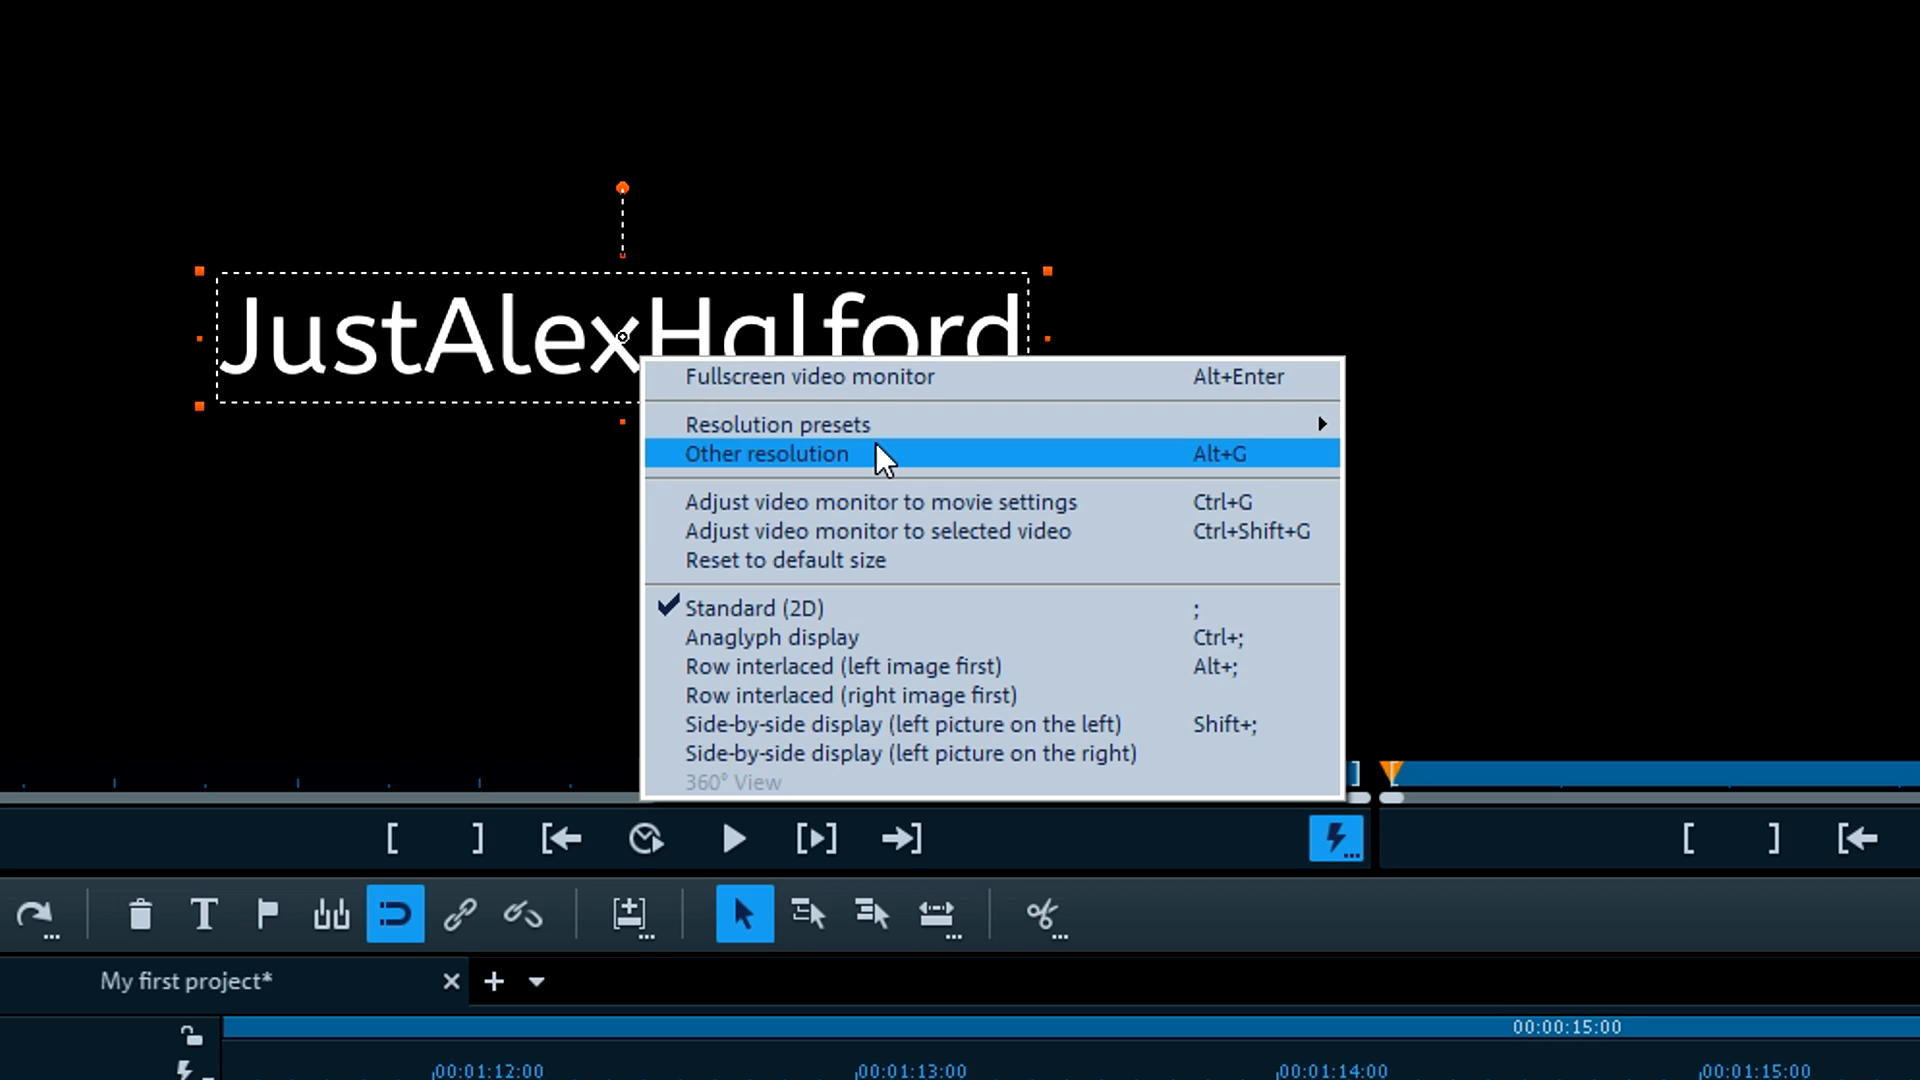 JustAlexHalford
Fullscreen video monitor Alt+Enter
Resolution presets
Other resolution Alt+G
Adjust video monitor to movie settings Ctrl+G
Adjust video monitor to selected video Ctrl+Shift+G
Reset to default size
Standard (2D) ;
Anaglyph display Ctrl+;
Row interlaced (left image first) Alt+;
Row interlaced (right image first)
Side-by-side display (left picture on the left) Shift+;
Side-by-side display (left picture on the right)
360° View
My first project*
00:00:15:00
00:01:12:00 00:01:13:00 00:01:14:00 00:01:15:00